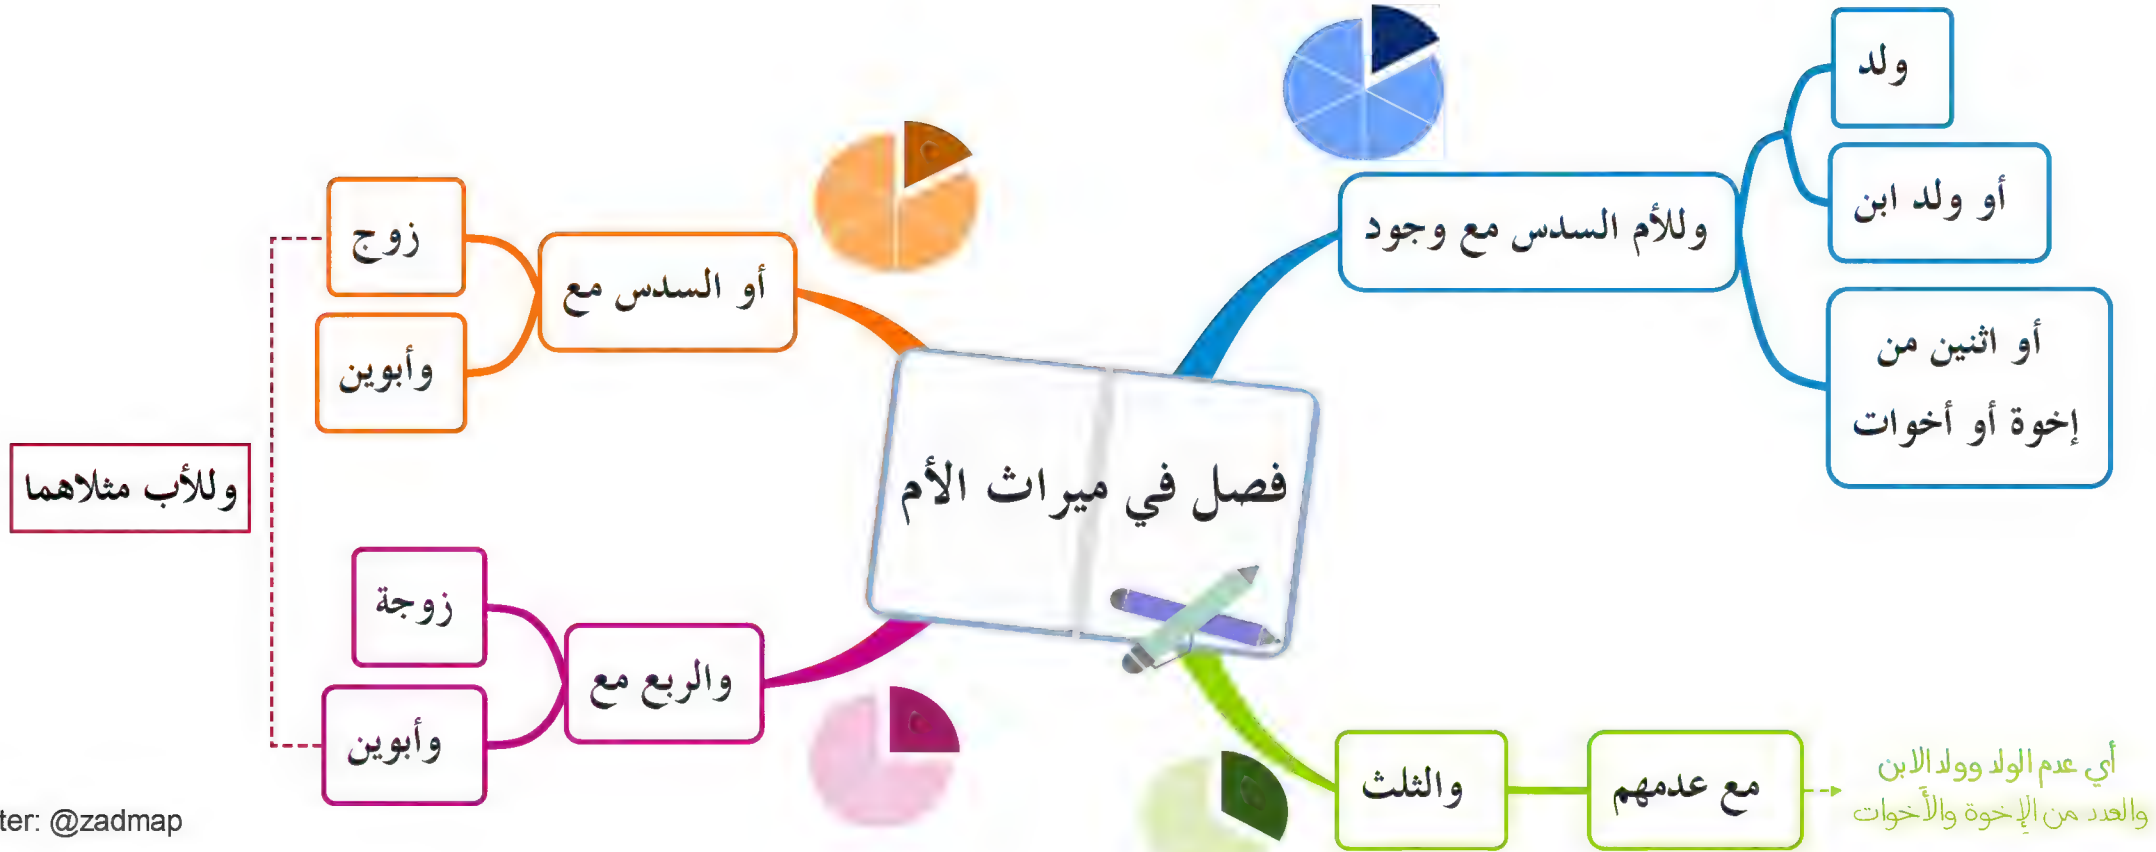 فصل في ميراث الأم
وللأم السدس مع وجود
ولد
أو ولد ابن
أو اثنين من
إخوة أو أخوات
والثلث
مع عدمهم
أي عدم الولد وولد الابن
والعدد من الإخوة والأخوات
أو السدس مع
زوج
وأبوين
والربع مع
زوجة
وأبوين
وللأب مثلاهما
ter: @zadmap